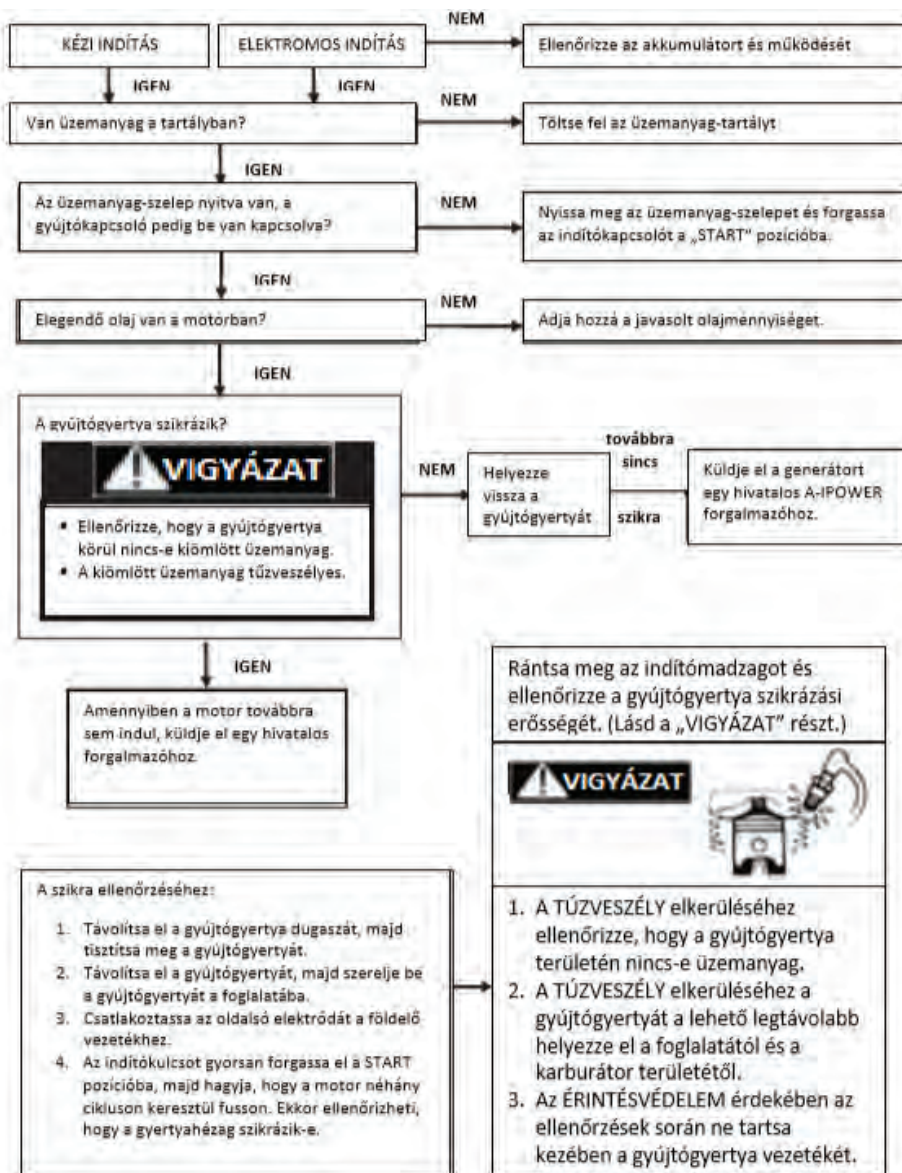 NEM
KÉZI INDÍTÁS
ELEKTROMOS INDÍTÁS
Ellenőrizze az akkumulátort és működését
IGEN
IGEN
NEM
Van üzemanyag a tartályban?
Töltse fel az üzemanyag-tartályt
IGEN
Az üzemanyag-szelep nyitva van, a
gyújtókapcsoló pedig be van kapcsolva?
NEM
Nyissa meg az üzemanyag-szelepet és forgassa
az indítókapcsolót a „START” pozícióba.
IGEN
NEM
Elegendő olaj van a motorban?
Adja hozzá a javasolt olajmennyiséget.
IGEN
A gyújtógyertya szikrázik?
VIGYÁZAT
• Ellenőrizze, hogy a gyújtógyertya
körül nincs-e kiömlött üzemanyag.
• A kiömlött üzemanyag tűzveszélyes.
NEM
Helyezze
vissza a
gyújtógyertyát
továbbra
sincs
szikra
Küldje el a generátort
egy hivatalos A-IPOWER
forgalmazóhoz.
IGEN
Amennyiben a motor továbbra
sem indul, küldje el egy hivatalos
forgalmazóhoz.
Rántsa meg az indítómadzagot és
ellenőrizze a gyújtógyertya szikrázási
erősségét. (Lásd a „VIGYÁZAT” részt.)
VIGYÁZAT
A szikra ellenőrzéséhez:
1. Távolítsa el a gyújtógyertya dugaszát, majd
tisztítsa meg a gyújtógyertyát.
2. Távolítsa el a gyújtógyertyát, majd szerelje be
a gyújtógyertyát a foglalatába.
3. Csatlakoztassa az oldalsó elektródát a földelő
vezetékhez.
4. Az indítókulcsot gyorsan forgassa el a START
pozícióba, majd hagyja, hogy a motor néhány
cikluson keresztül fusson. Ekkor ellenőrizheti,
hogy a gyertyahézag szikrázik-e.
1. A TŰZVESZÉLY elkerüléséhez
ellenőrizze, hogy a gyújtógyertya
területén nincs-e üzemanyag.
2. A TŰZVESZÉLY elkerüléséhez a
gyújtógyertyát a lehető legtávolabb
helyezze el a foglalatától és a
karburátor területétől.
3. Az ÉRINTÉSVÉDELEM érdekében az
ellenőrzések során ne tartsa
kezében a gyújtógyertya vezetékét.